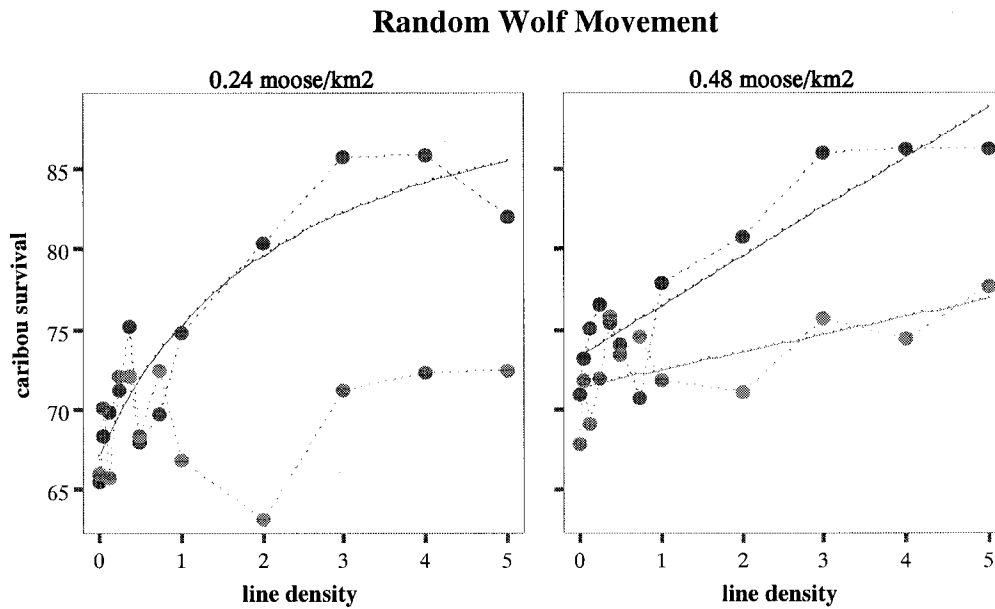 Random Wolf Movement
0.24 moose/km2
0.48 moose/km2
caribou survival
85
80
75
70
65
0 1 2 3 4 5
0 1 2 3 4 5
line density
line density